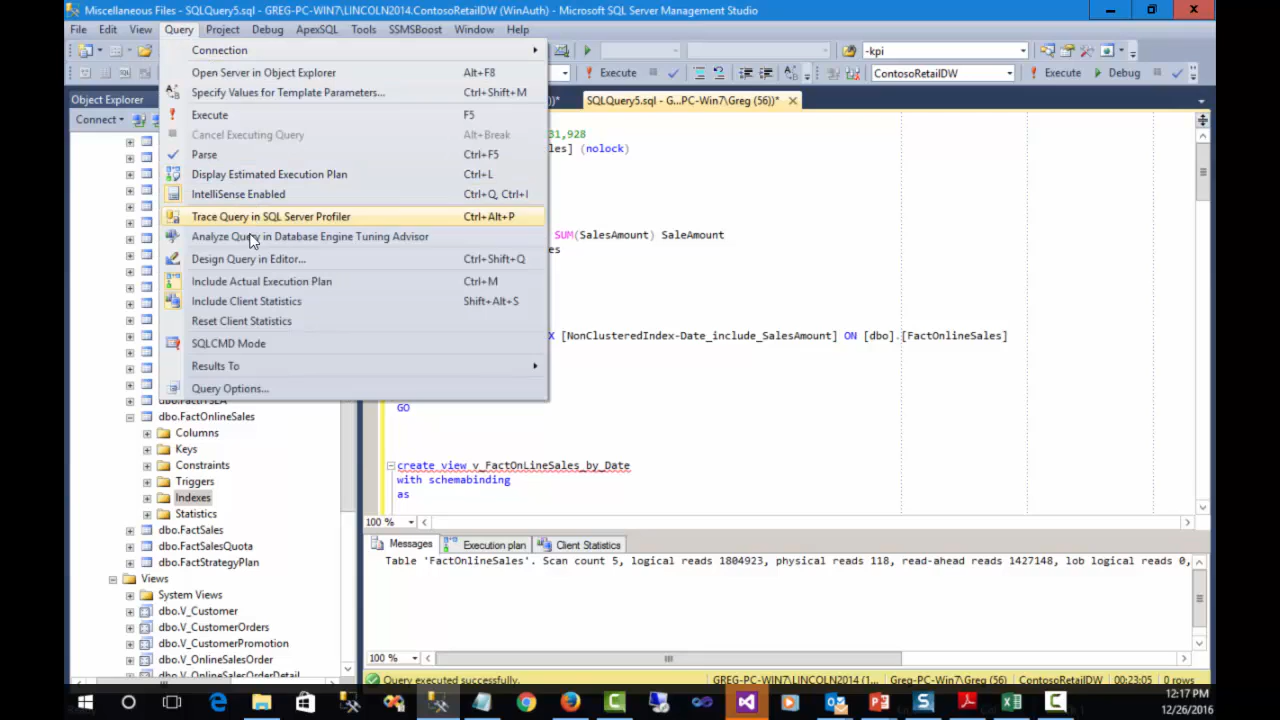 Miscellaneous Files - SQLQuery5.sql - GREG-PC-WIN7\LINCOLN2014.ContosoRetailDW (WinAuth) - Microsoft SQL Server Management Studio
File Edit View Query Project Debug ApexSQL Tools SSMSBoost Window Help
-kpi
Execute ContosoRetailDW Execute Debug
Object Explorer
)* SQLQuery5.sql - G...PC-Win7\Greg (56))*
Connect
Connection
Open Server in Object Explorer Alt+F8
Specify Values for Template Parameters... Ctrl+Shift+M
Execute F5
Cancel Executing Query Alt+Break
Parse Ctrl+F5
Display Estimated Execution Plan Ctrl+L
IntelliSense Enabled Ctrl+Q, Ctrl+I
Trace Query in SQL Server Profiler Ctrl+Alt+P
Analyze Query in Database Engine Tuning Advisor
Design Query in Editor... Ctrl+Shift+Q
Include Actual Execution Plan Ctrl+M
Include Client Statistics Shift+Alt+S
Reset Client Statistics
SQLCMD Mode
Results To
Query Options...
31,928
es] (nolock)
SUM(SalesAmount) SaleAmount
es
X [NonClusteredIndex-Date_include_SalesAmount] ON [dbo].[FactOnlineSales]
GO
create view v_FactOnLineSales_by_Date
with schemabinding
as
dbo.FactOnlineSales
Columns
Keys
Constraints
Triggers
Indexes
Statistics
dbo.FactSales
dbo.FactSalesQuota
dbo.FactStrategyPlan
Views
System Views
dbo.V_Customer
dbo.V_CustomerOrders
dbo.V_CustomerPromotion
dbo.V_OnlineSalesOrder
dbo.V_OnlineSalesOrderDetail
100 %
Messages Execution plan Client Statistics
Table 'FactOnlineSales'. Scan count 5, logical reads 1804923, physical reads 118, read-ahead reads 1427148, lob logical reads 0,
100 %
Query executed successfully. GREG-PC-WIN7\LINCOLN2014 (1... Greg-PC-Win7\Greg (56) ContosoRetailDW 00:23:05 0 rows
12:17 PM
12/26/2016